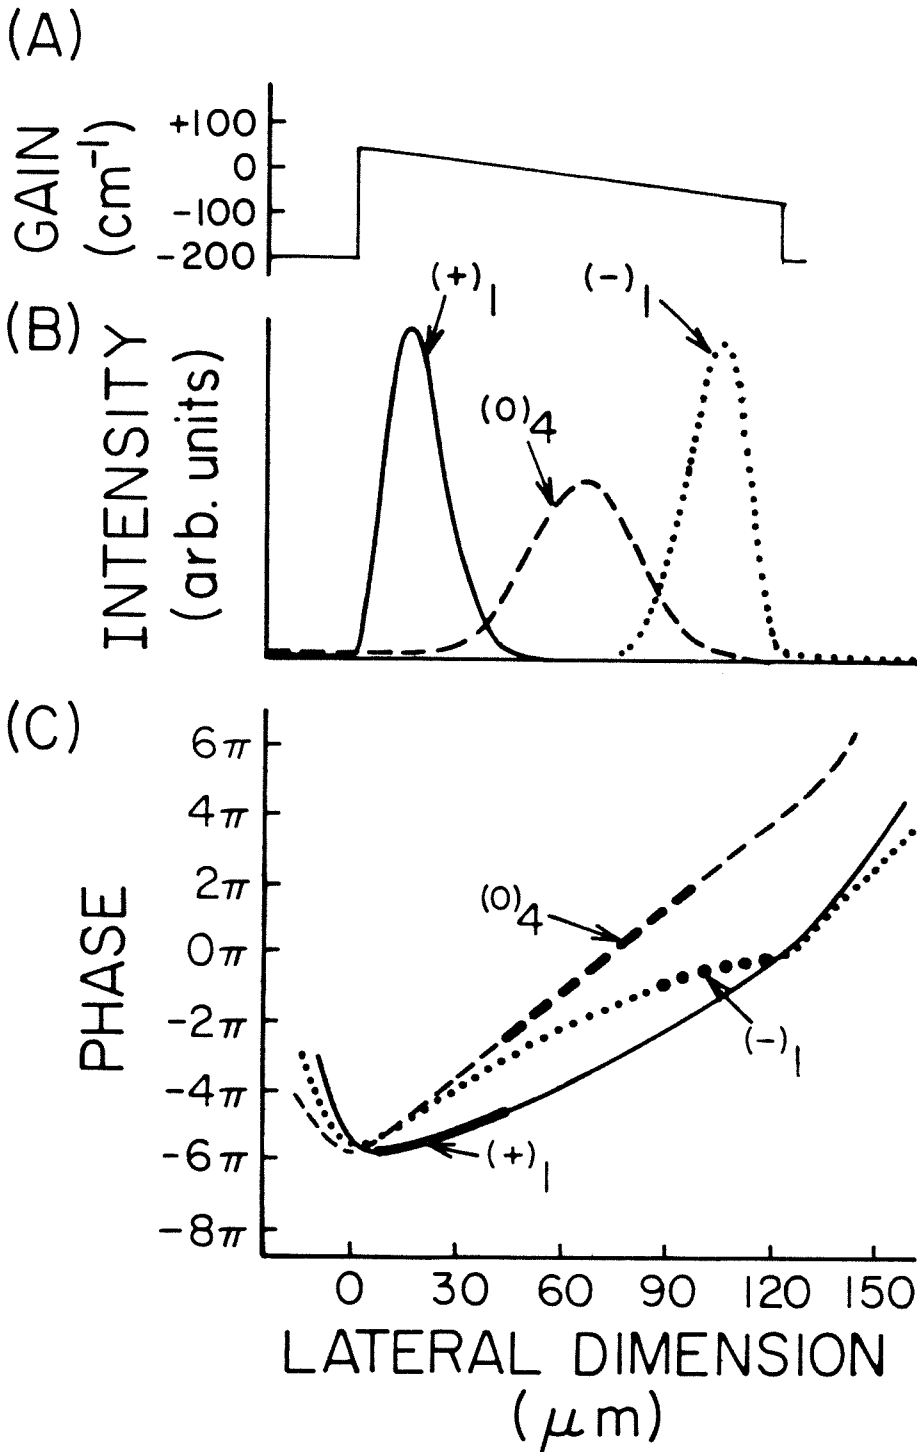 (A)
GAIN
(cm⁻¹)
+100
0
-100
-200
(+)₁
(-)₁
(B)
INTENSITY
(arb. units)
(0)₄
(C)
PHASE
6π
4π
2π
0π
-2π
-4π
-6π
-8π
(0)₄
(-)₁
(+)₁
0 30 60 90 120 150
LATERAL DIMENSION
(μm)